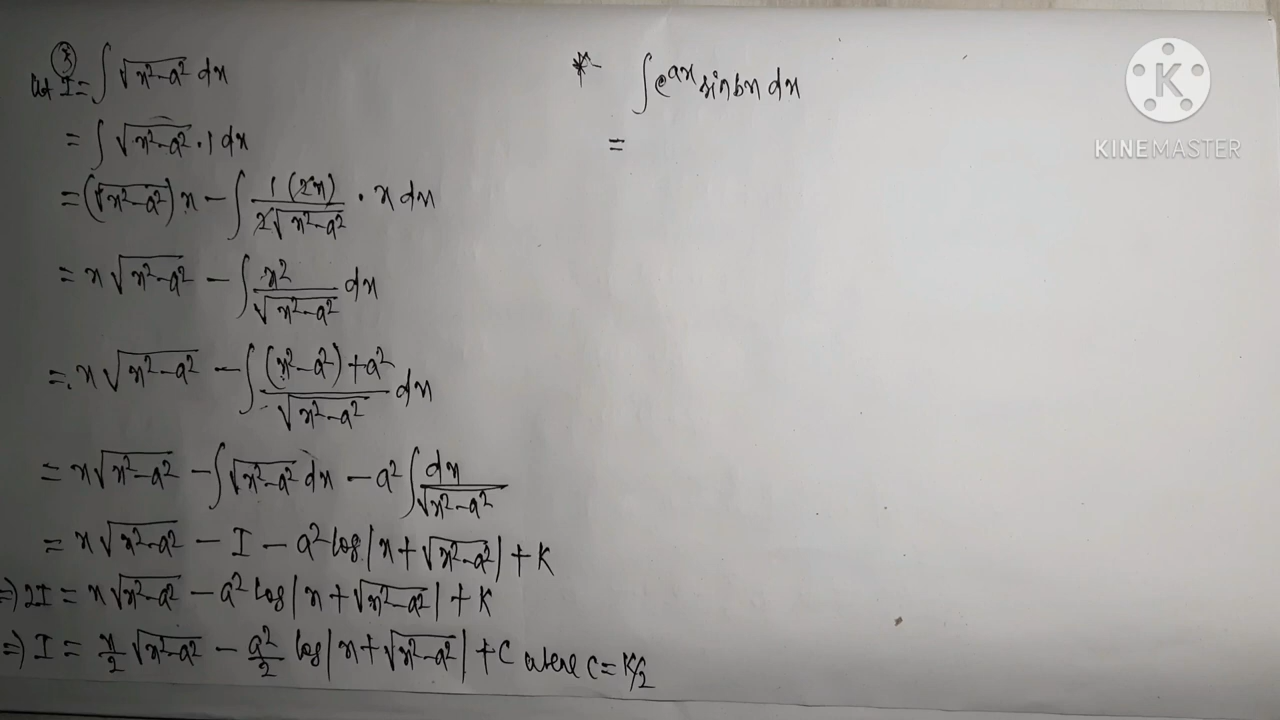 ③
Let I = ∫ √(x²-a²) dx
= ∫ √(x²-a²) · 1 dx
= (√(x²-a²)) x - ∫ 1 (2x) / 2√(x²-a²) · x dx
= x √(x²-a²) - ∫ x² / √(x²-a²) dx
= x √(x²-a²) - ∫ (x²-a²)+a² / √(x²-a²) dx
= x √(x²-a²) - ∫ √(x²-a²) dx - a² ∫ dx / √(x²-a²)
= x √(x²-a²) - I - a² log|x + √(x²-a²)| + K
⇒ 2I = x √(x²-a²) - a² log|x + √(x²-a²)| + K
⇒ I = x/2 √(x²-a²) - a²/2 log|x + √(x²-a²)| + C where C = K/2
*- ∫ e^(ax) sin bx dx
=
K
KINEMASTER